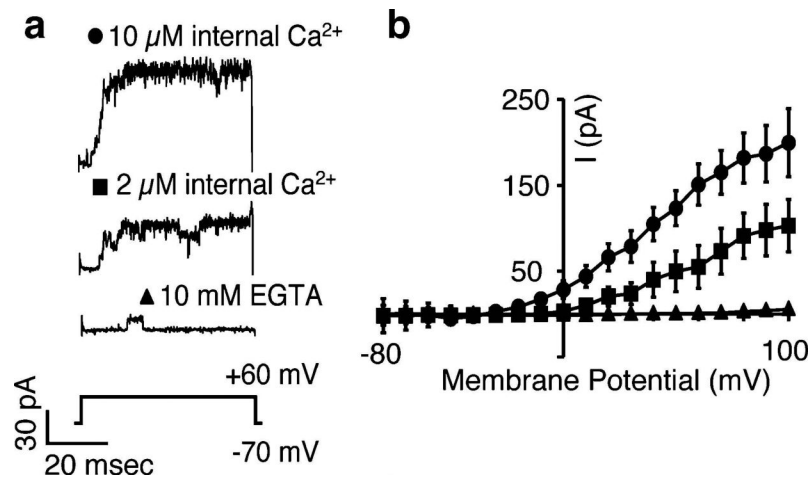 a
● 10 µM internal Ca²⁺
■ 2 µM internal Ca²⁺
▲ 10 mM EGTA
+60 mV
-70 mV
30 pA
20 msec
b
250
150
50
I (pA)
-80
100
Membrane Potential (mV)